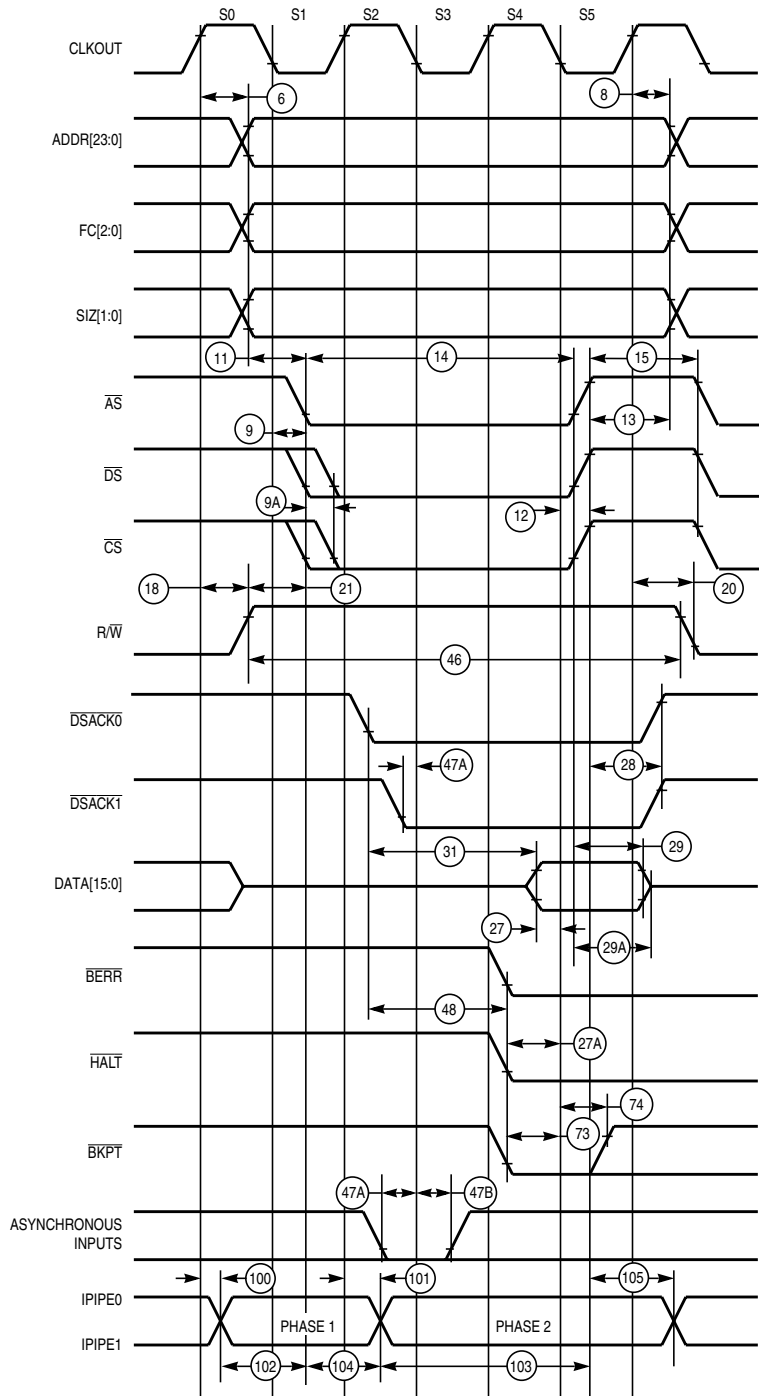 S0 S1 S2 S3 S4 S5
CLKOUT
6 8
ADDR[23:0]
FC[2:0]
SIZ[1:0]
11 14 15
AS
13
9
DS
9A 12
CS
18 21 20
R/W
46
DSACK0
47A 28
DSACK1
31 29
DATA[15:0]
27 29A
BERR
48
27A
HALT
74
73
BKPT
47A 47B
ASYNCHRONOUS
INPUTS
100 101 105
IPIPE0
PHASE 1 PHASE 2
IPIPE1
102 104 103